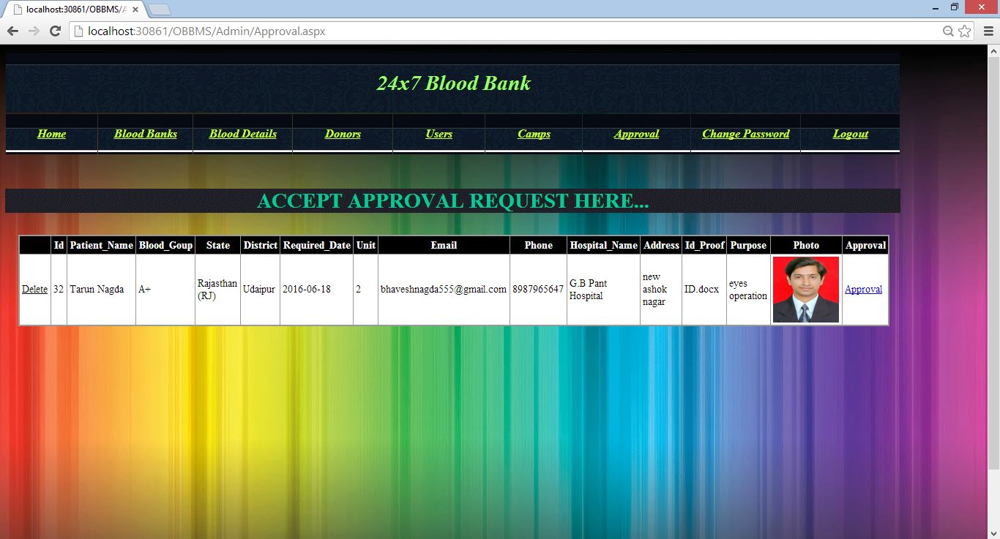 localhost:30861/OBBMS/A
localhost:30861/OBBMS/Admin/Approval.aspx
24x7 Blood Bank
Home Blood Banks Blood Details Donors Users Camps Approval Change Password Logout
ACCEPT APPROVAL REQUEST HERE...
Id Patient_Name Blood_Goup State District Required_Date Unit Email Phone Hospital_Name Address Id_Proof Purpose Photo Approval
Delete 32 Tarun Nagda A+ Rajasthan (RJ) Udaipur 2016-06-18 2 bhaveshnagda555@gmail.com 8987965647 G.B Pant Hospital new ashok nagar ID.docx eyes operation Approval